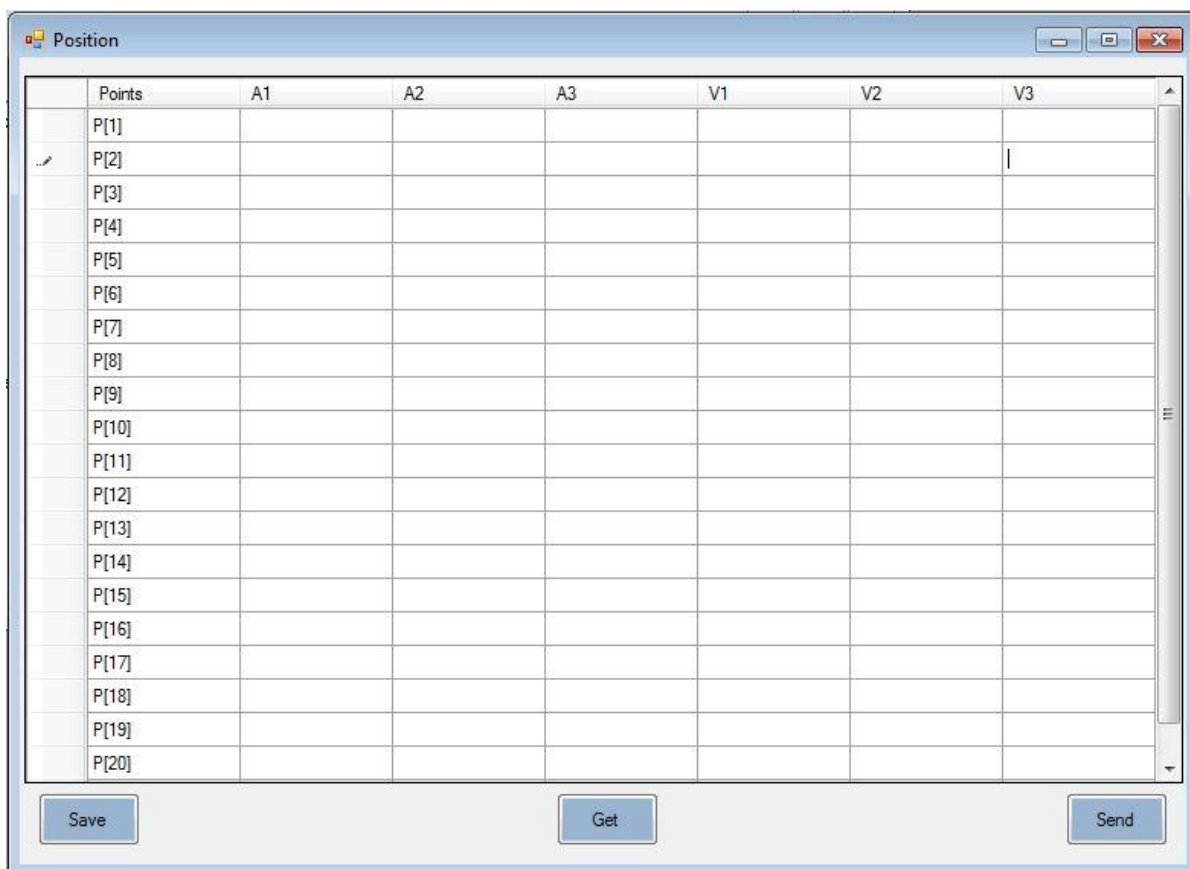 Position
Points A1 A2 A3 V1 V2 V3
P[1]
P[2]
P[3]
P[4]
P[5]
P[6]
P[7]
P[8]
P[9]
P[10]
P[11]
P[12]
P[13]
P[14]
P[15]
P[16]
P[17]
P[18]
P[19]
P[20]
Save Get Send